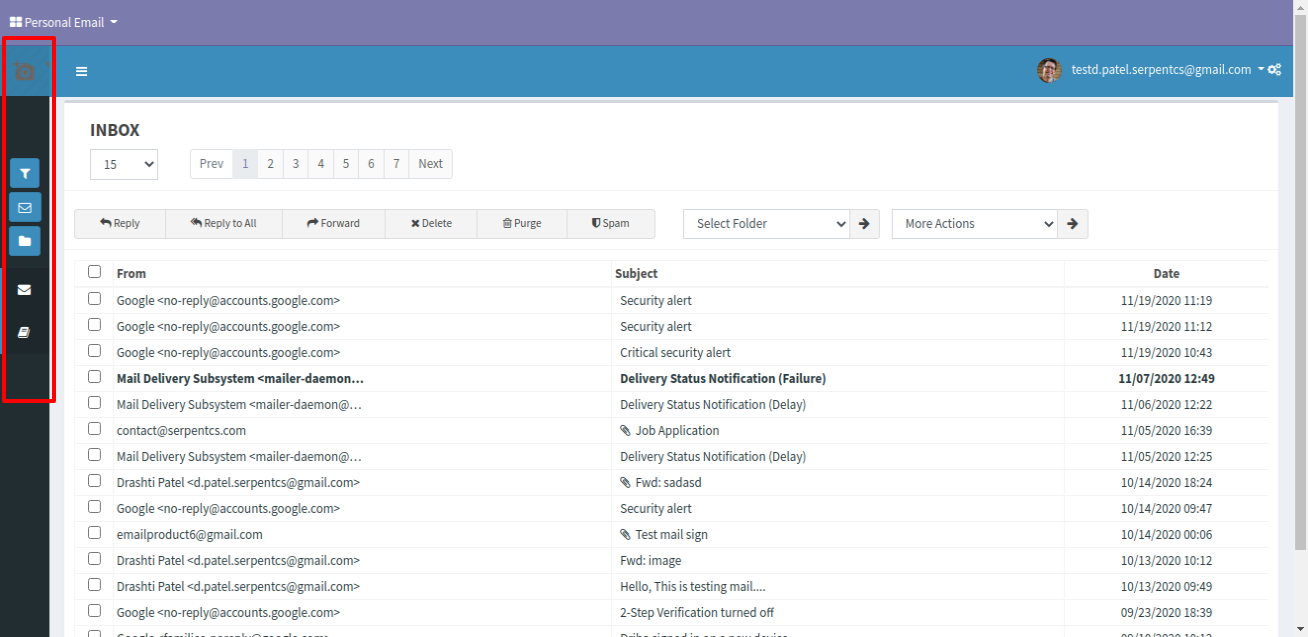 Personal Email
testd.patel.serpentcs@gmail.com
INBOX
15 Prev 1 2 3 4 5 6 7 Next
Reply Reply to All Forward Delete Purge Spam Select Folder More Actions
From Subject Date
Google <no-reply@accounts.google.com> Security alert 11/19/2020 11:19
Google <no-reply@accounts.google.com> Security alert 11/19/2020 11:12
Google <no-reply@accounts.google.com> Critical security alert 11/19/2020 10:43
Mail Delivery Subsystem <mailer-daemon... Delivery Status Notification (Failure) 11/07/2020 12:49
Mail Delivery Subsystem <mailer-daemon@... Delivery Status Notification (Delay) 11/06/2020 12:22
contact@serpentcs.com Job Application 11/05/2020 16:39
Mail Delivery Subsystem <mailer-daemon@... Delivery Status Notification (Delay) 11/05/2020 12:25
Drashti Patel <d.patel.serpentcs@gmail.com> Fwd: sadasd 10/14/2020 18:24
Google <no-reply@accounts.google.com> Security alert 10/14/2020 09:47
emailproduct6@gmail.com Test mail sign 10/14/2020 00:06
Drashti Patel <d.patel.serpentcs@gmail.com> Fwd: image 10/13/2020 10:12
Drashti Patel <d.patel.serpentcs@gmail.com> Hello, This is testing mail.... 10/13/2020 09:49
Google <no-reply@accounts.google.com> 2-Step Verification turned off 09/23/2020 18:39